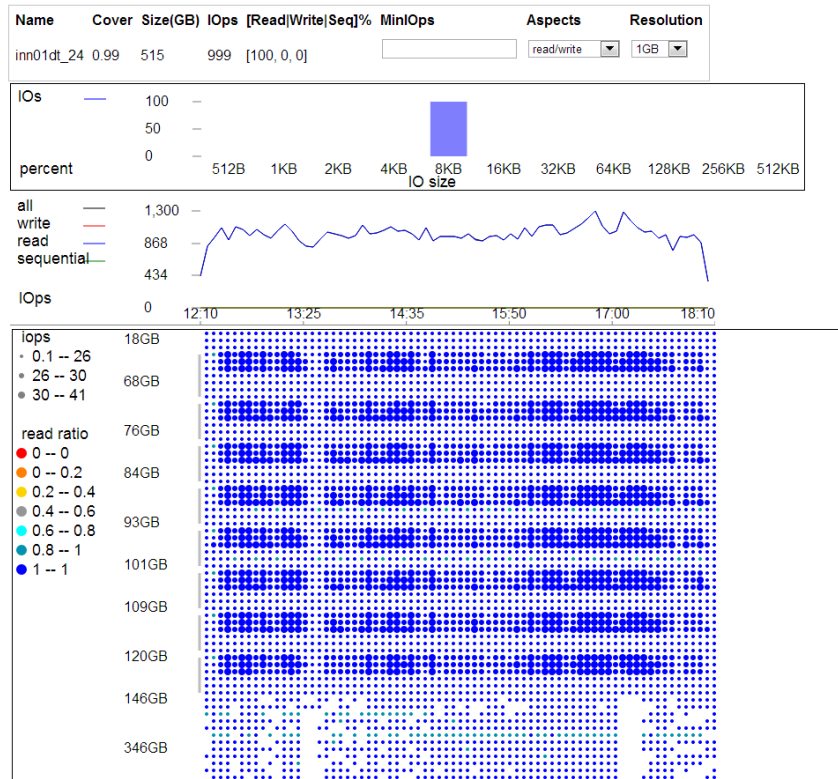 Name Cover Size(GB) IOps [Read|Write|Seq]% MinIOps Aspects Resolution
inn01dt_24 0.99 515 999 [100, 0, 0] read/write 1GB
IOs 100
50
0
percent 512B 1KB 2KB 4KB 8KB 16KB 32KB 64KB 128KB 256KB 512KB
IO size
all 1,300
write
read 868
sequential 434
IOps 0
12:10 13:25 14:35 15:50 17:00 18:10
iops 18GB
0.1 -- 26
26 -- 30 68GB
30 -- 41
read ratio 76GB
0 -- 0
0 -- 0.2 84GB
0.2 -- 0.4
0.4 -- 0.6 93GB
0.6 -- 0.8
0.8 -- 1
1 -- 1 101GB
109GB
120GB
146GB
346GB